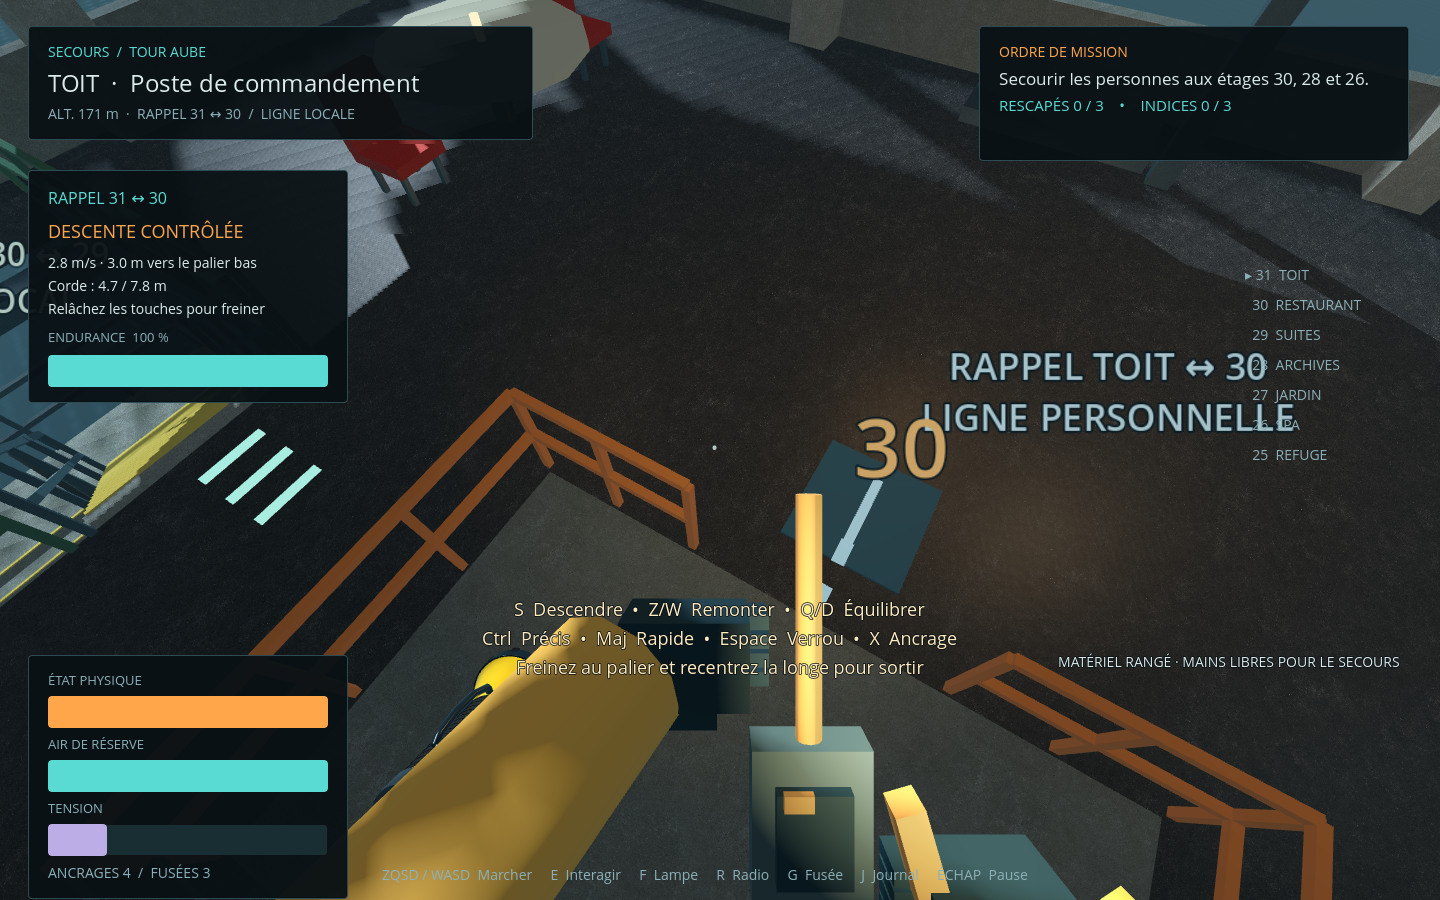 SECOURS / TOUR AUBE
TOIT · Poste de commandement
ALT. 171 m · RAPPEL 31 ↔ 30 / LIGNE LOCALE
ORDRE DE MISSION
Secourir les personnes aux étages 30, 28 et 26.
RESCAPÉS 0 / 3 • INDICES 0 / 3
RAPPEL 31 ↔ 30
DESCENTE CONTRÔLÉE
2.8 m/s · 3.0 m vers le palier bas
Corde : 4.7 / 7.8 m
Relâchez les touches pour freiner
ENDURANCE 100 %
▸ 31 TOIT
30 RESTAURANT
29 SUITES
28 ARCHIVES
27 JARDIN
26 SPA
25 REFUGE
RAPPEL TOIT ↔ 30
LIGNE PERSONNELLE
30
S Descendre • Z/W Remonter • Q/D Équilibrer
Ctrl Précis • Maj Rapide • Espace Verrou • X Ancrage
Freinez au palier et recentrez la longe pour sortir
MATÉRIEL RANGÉ · MAINS LIBRES POUR LE SECOURS
ÉTAT PHYSIQUE
AIR DE RÉSERVE
TENSION
ANCRAGES 4 / FUSÉES 3
ZQSD / WASD Marcher E Interagir F Lampe R Radio G Fusée J Journal ÉCHAP Pause